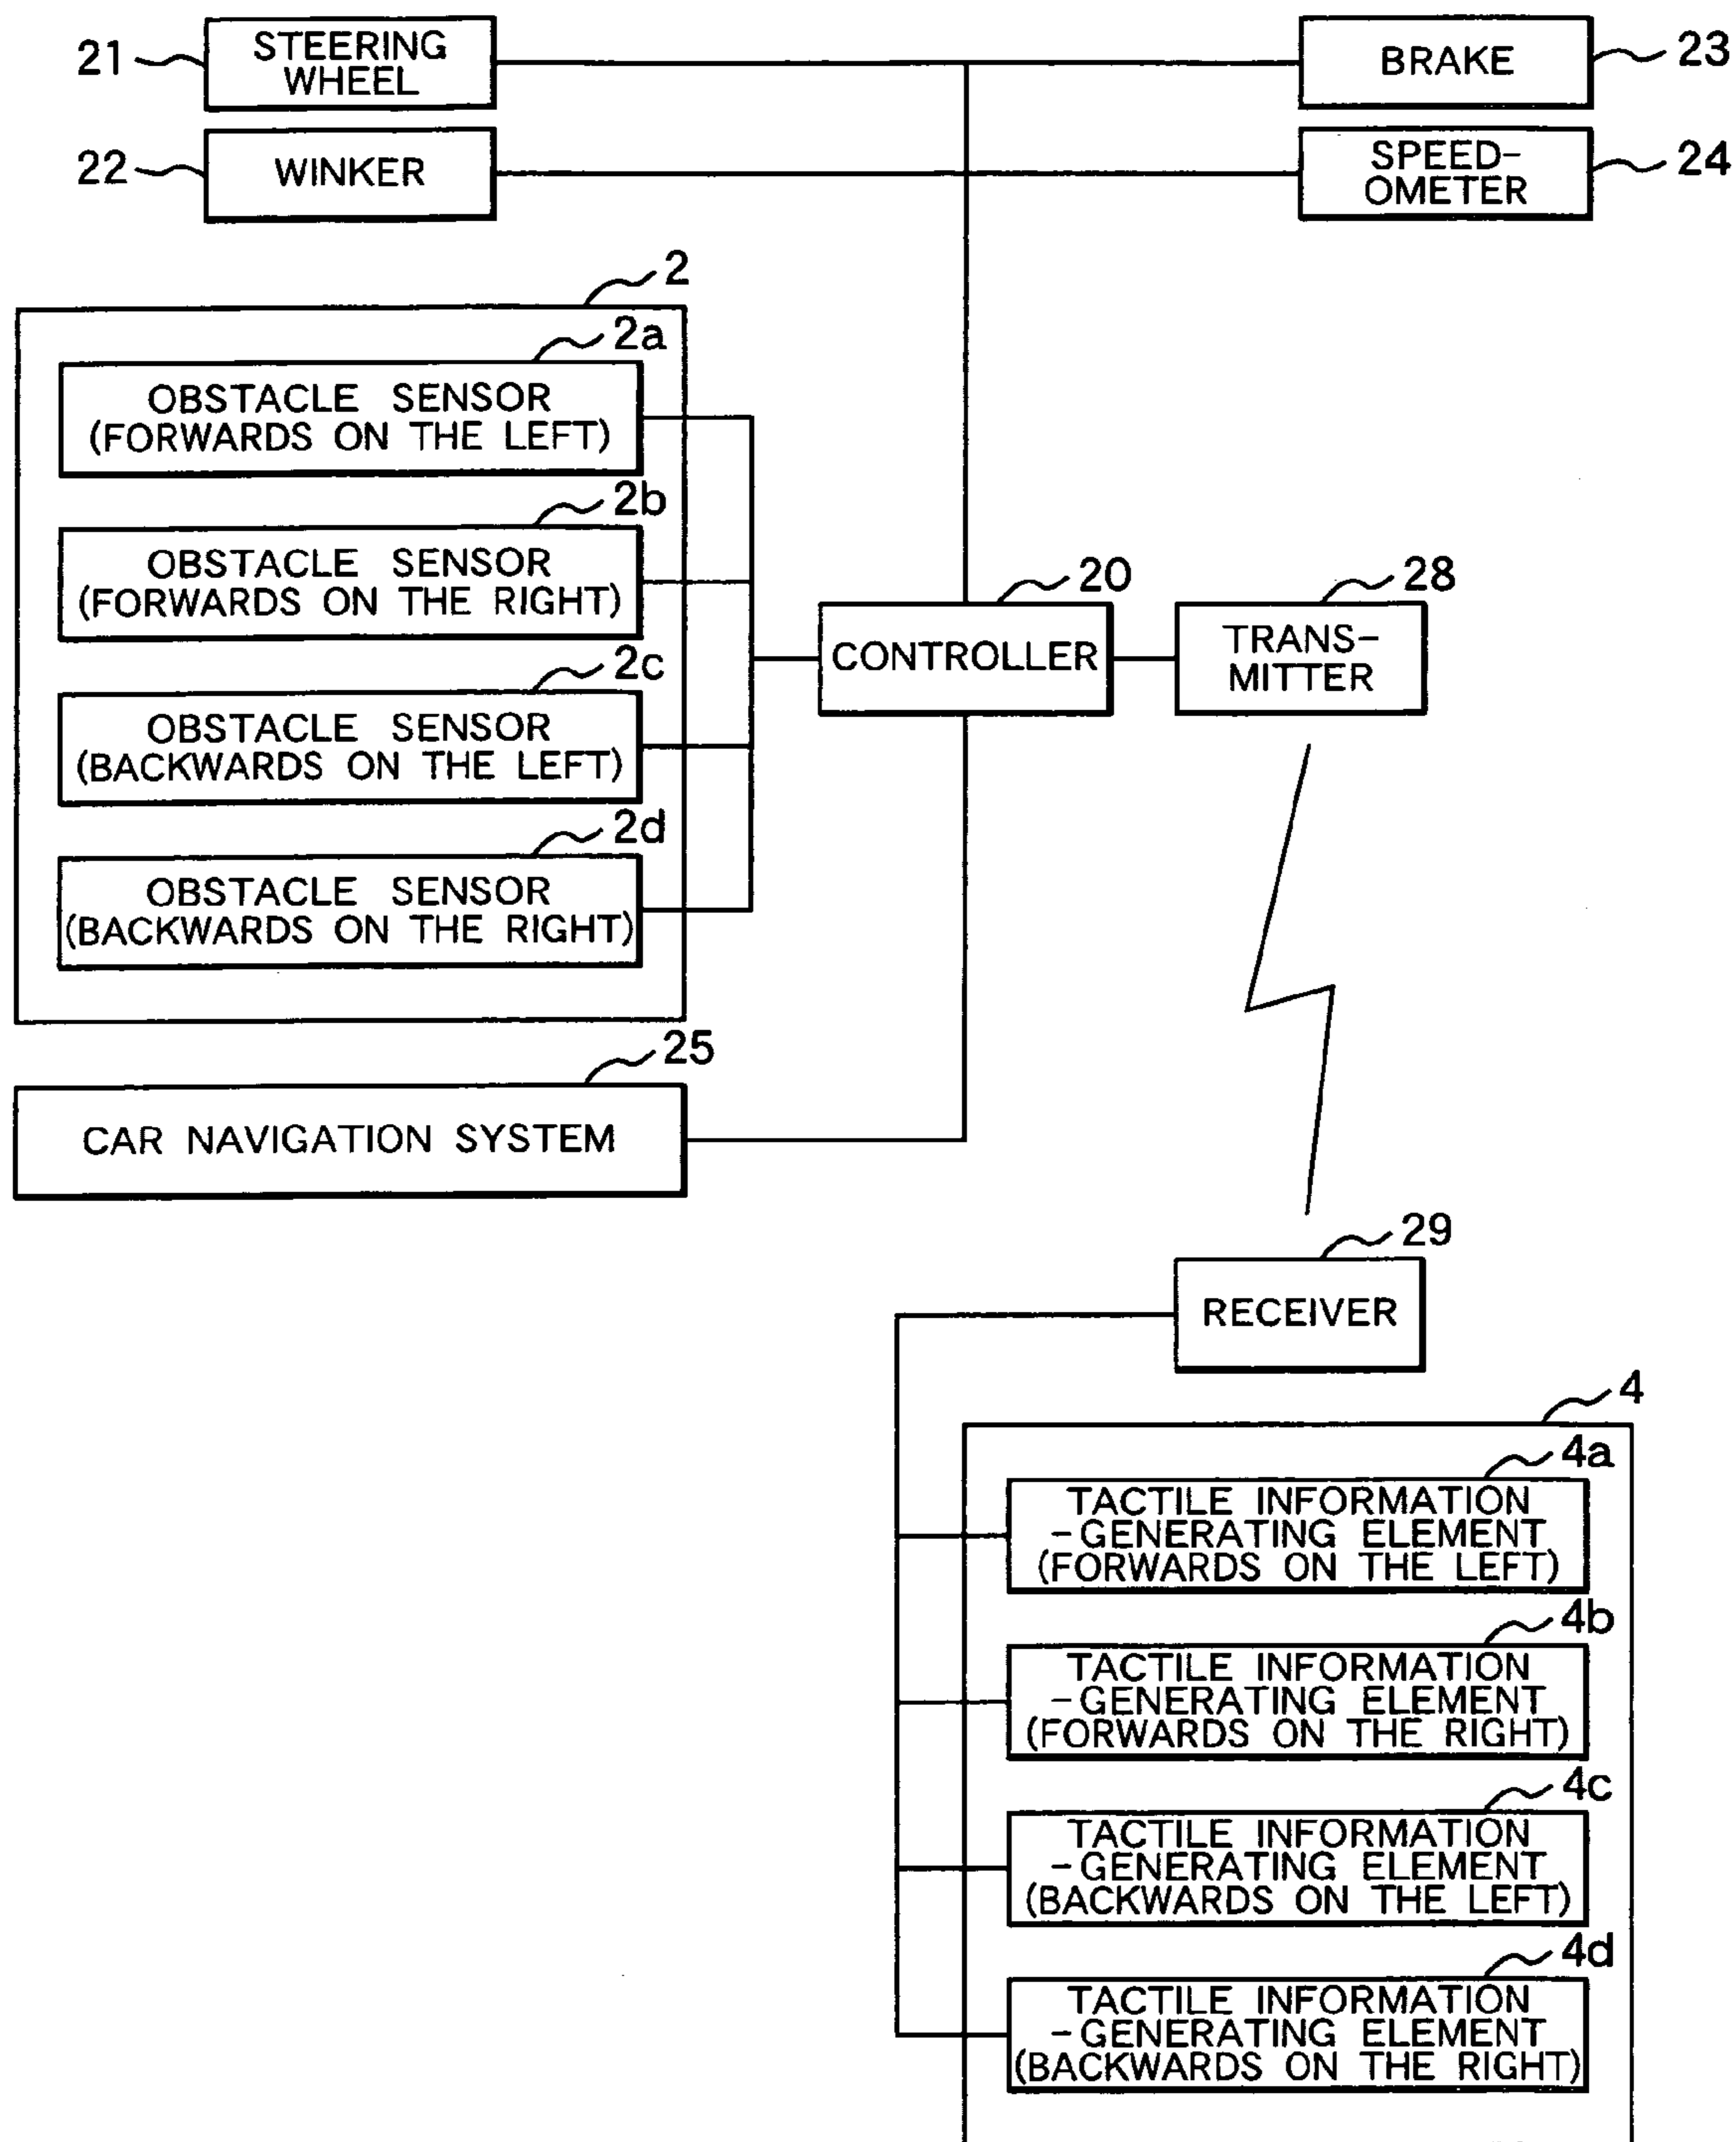 21
STEERING
WHEEL
BRAKE
23
22
WINKER
SPEED-
OMETER
24
2
2a
OBSTACLE SENSOR
(FORWARDS ON THE LEFT)
2b
OBSTACLE SENSOR
(FORWARDS ON THE RIGHT)
2c
OBSTACLE SENSOR
(BACKWARDS ON THE LEFT)
2d
OBSTACLE SENSOR
(BACKWARDS ON THE RIGHT)
20
CONTROLLER
28
TRANS-
MITTER
25
CAR NAVIGATION SYSTEM
29
RECEIVER
4
4a
TACTILE INFORMATION
-GENERATING ELEMENT
(FORWARDS ON THE LEFT)
4b
TACTILE INFORMATION
-GENERATING ELEMENT
(FORWARDS ON THE RIGHT)
4c
TACTILE INFORMATION
-GENERATING ELEMENT
(BACKWARDS ON THE LEFT)
4d
TACTILE INFORMATION
-GENERATING ELEMENT
(BACKWARDS ON THE RIGHT)